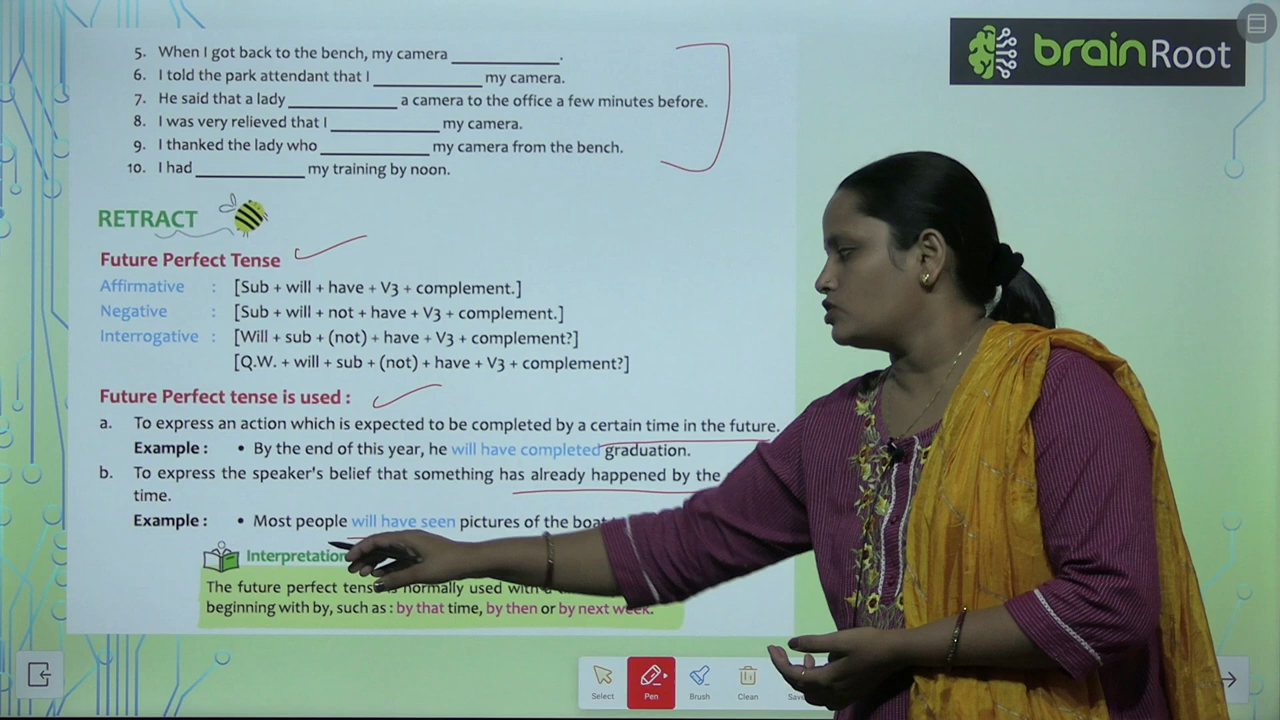 5. When I got back to the bench, my camera ____________.
6. I told the park attendant that I ____________ my camera.
7. He said that a lady ____________ a camera to the office a few minutes before.
8. I was very relieved that I ____________ my camera.
9. I thanked the lady who ____________ my camera from the bench.
10. I had ____________ my training by noon.
brainRoot
RETRACT
Future Perfect Tense
Affirmative : [Sub + will + have + V3 + complement.]
Negative : [Sub + will + not + have + V3 + complement.]
Interrogative : [Will + sub + (not) + have + V3 + complement?]
[Q.W. + will + sub + (not) + have + V3 + complement?]
Future Perfect tense is used :
a. To express an action which is expected to be completed by a certain time in the future.
Example : • By the end of this year, he will have completed graduation.
b. To express the speaker's belief that something has already happened by the
time.
Example : • Most people will have seen pictures of the boat
Interpretation
The future perfect tense is normally used with
beginning with by, such as : by that time, by then or by next week.
Select Pen Brush Clean